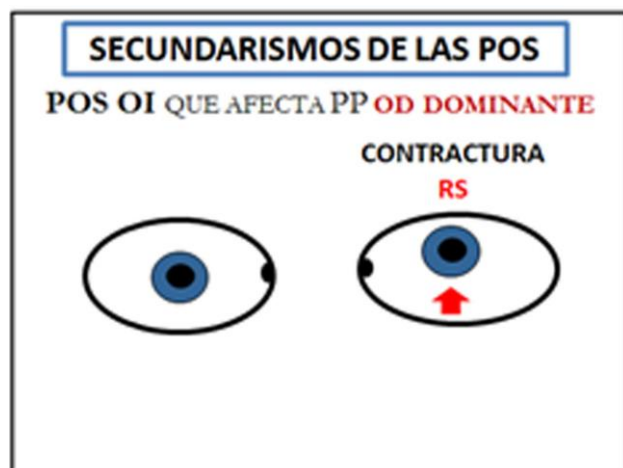 SECUNDARISMOS DE LAS POS
POS OI QUE AFECTA PP OD DOMINANTE
CONTRACTURA
RS